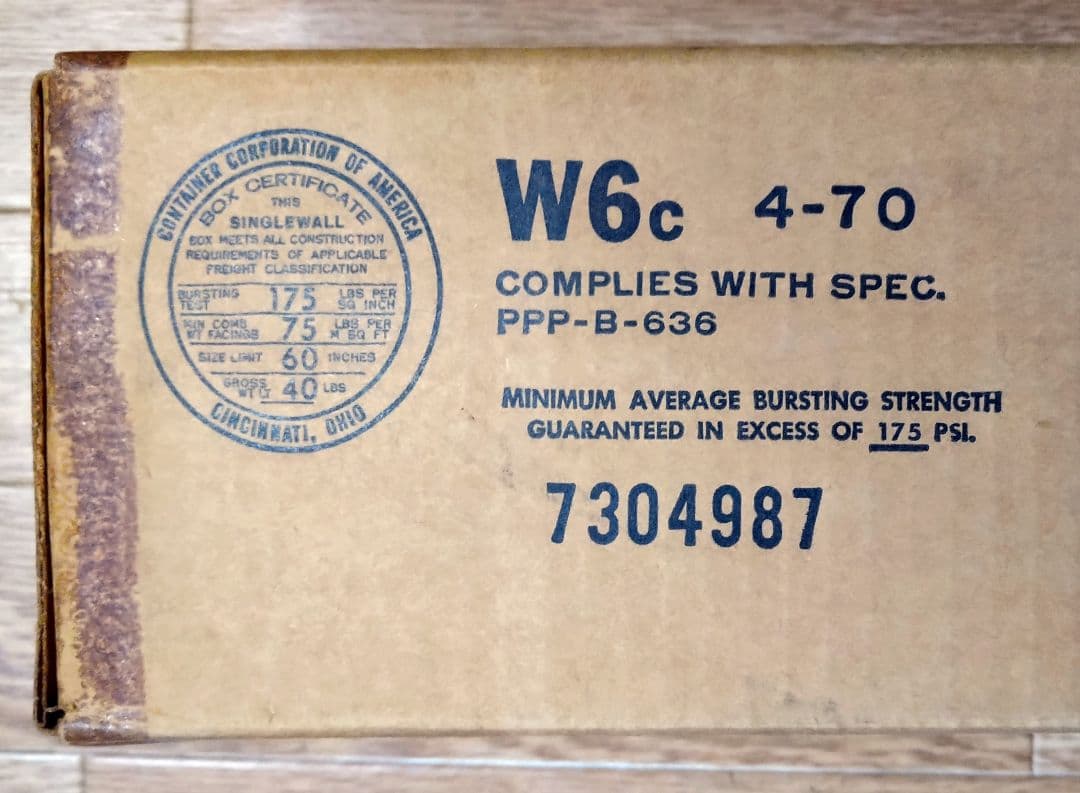 CONTAINER CORPORATION OF AMERICA
BOX CERTIFICATE
THIS
SINGLEWALL
BOX MEETS ALL CONSTRUCTION
REQUIREMENTS OF APPLICABLE
FREIGHT CLASSIFICATION
BURSTING TEST 175 LBS PER SQ INCH
MIN COMB WT FACINGS 75 LBS PER M SQ FT
SIZE LIMIT 60 INCHES
GROSS WT LT 40 LBS
CINCINNATI, OHIO
W6c 4-70
COMPLIES WITH SPEC.
PPP-B-636
MINIMUM AVERAGE BURSTING STRENGTH
GUARANTEED IN EXCESS OF 175 PSI.
7304987